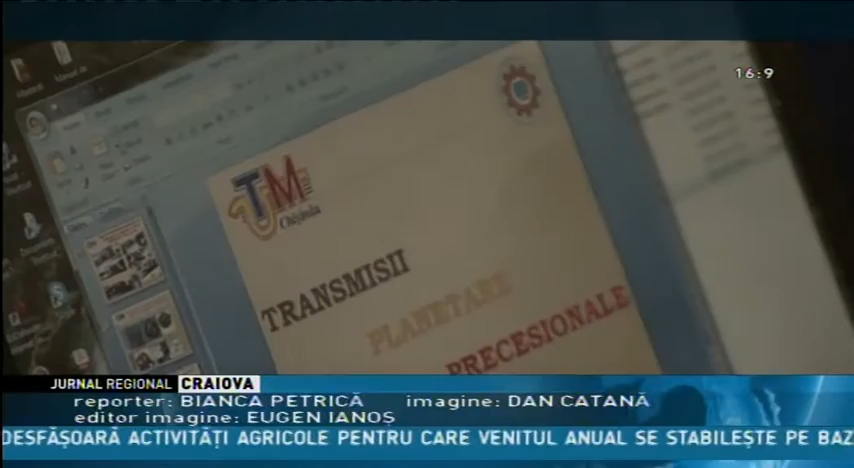 16:9
UTM
Chișinău
TRANSMISII
PLANETARE
PRECESIONALE
JURNAL REGIONAL CRAIOVA
reporter: BIANCA PETRICĂ imagine: DAN CATANĂ
editor imagine: EUGEN IANOȘ
DESFĂȘOARĂ ACTIVITĂȚI AGRICOLE PENTRU CARE VENITUL ANUAL SE STABILEȘTE PE BAZ